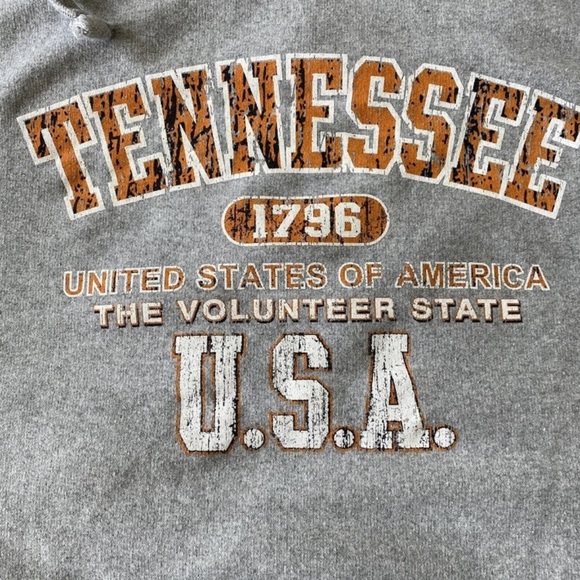 TENNESSEE
1796
UNITED STATES OF AMERICA
THE VOLUNTEER STATE
U.S.A.